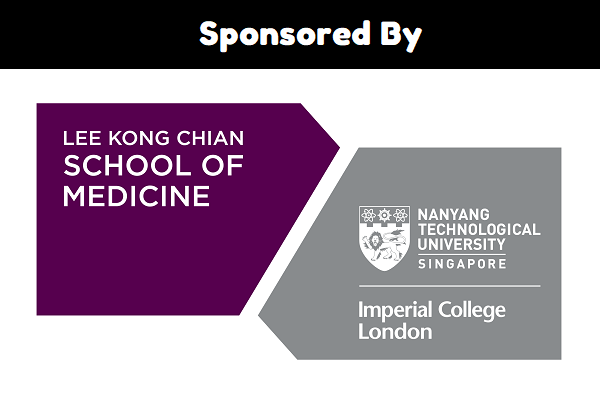 Sponsored By
LEE KONG CHIAN
SCHOOL OF
MEDICINE
NANYANG
TECHNOLOGICAL
UNIVERSITY
SINGAPORE
Imperial College
London